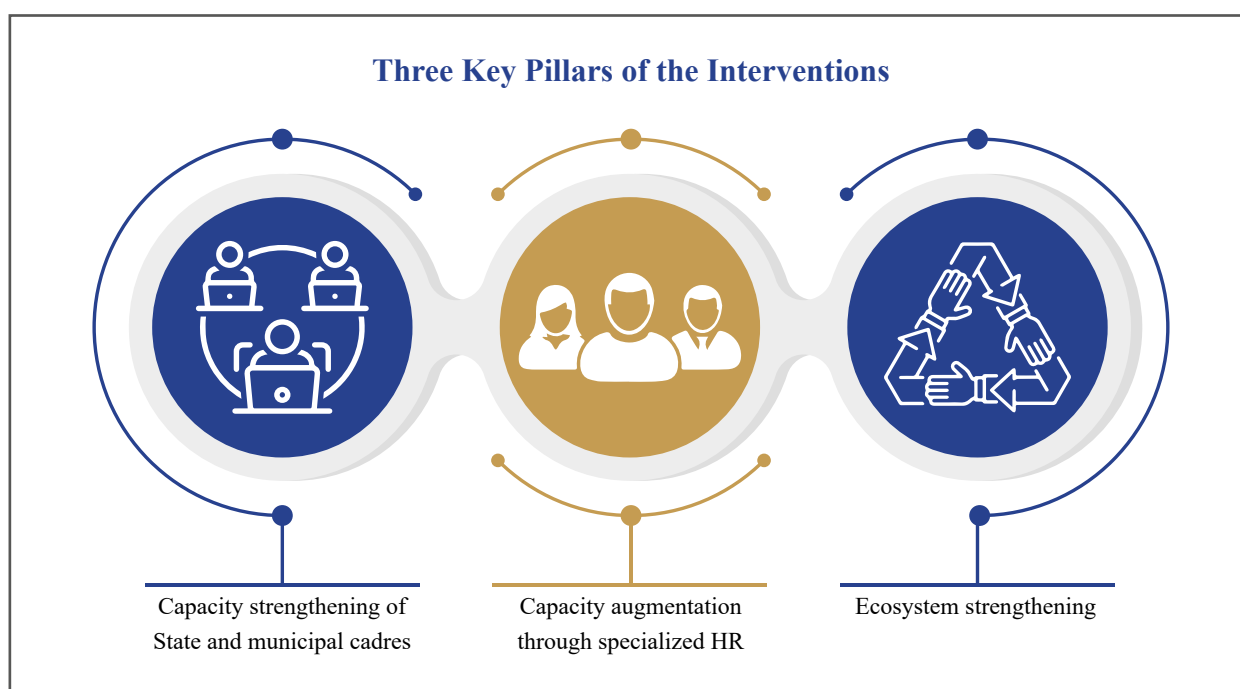 Three Key Pillars of the Interventions
Capacity strengthening of
State and municipal cadres
Capacity augmentation
through specialized HR
Ecosystem strengthening